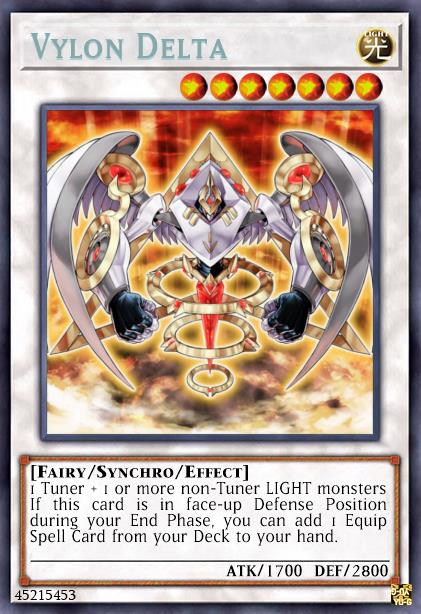 Vylon Delta
LIGHT
光
[Fairy/Synchro/Effect]
1 Tuner + 1 or more non-Tuner LIGHT monsters
If this card is in face-up Defense Position
during your End Phase, you can add 1 Equip
Spell Card from your Deck to your hand.
ATK/1700 DEF/2800
45215453